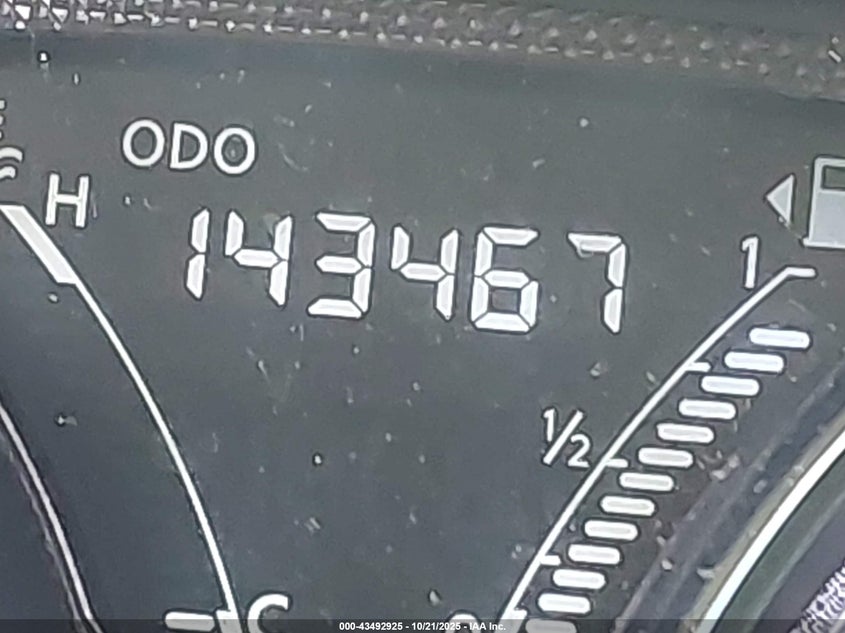 ODO
H
143467
1
1/2
C
000-43492925 - 10/21/2025 - IAA Inc.